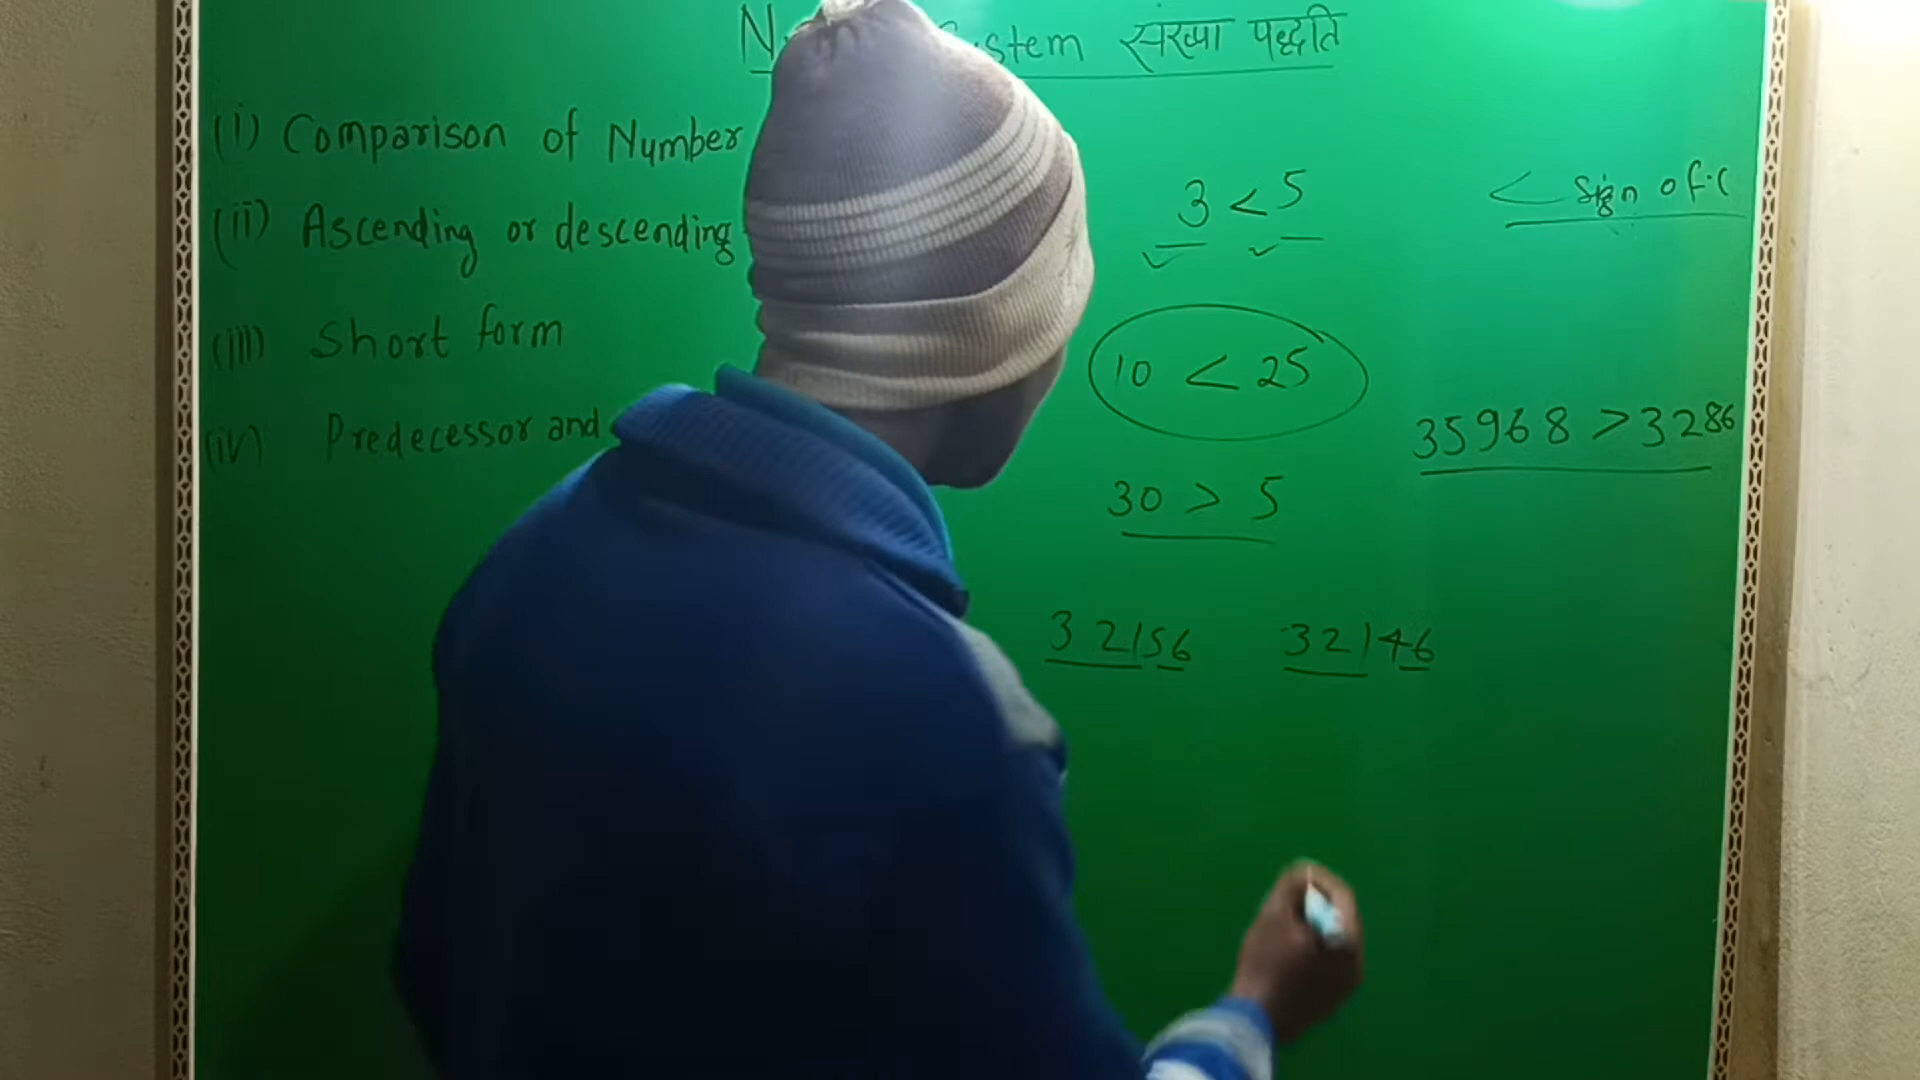 System संख्या पद्धति
(i) Comparison of Number
(ii) Ascending or descending
(iii) Short form
(iv) Predecessor and
3 < 5
< Sign of C
10 < 25
35968 > 3286
30 > 5
32156 32146